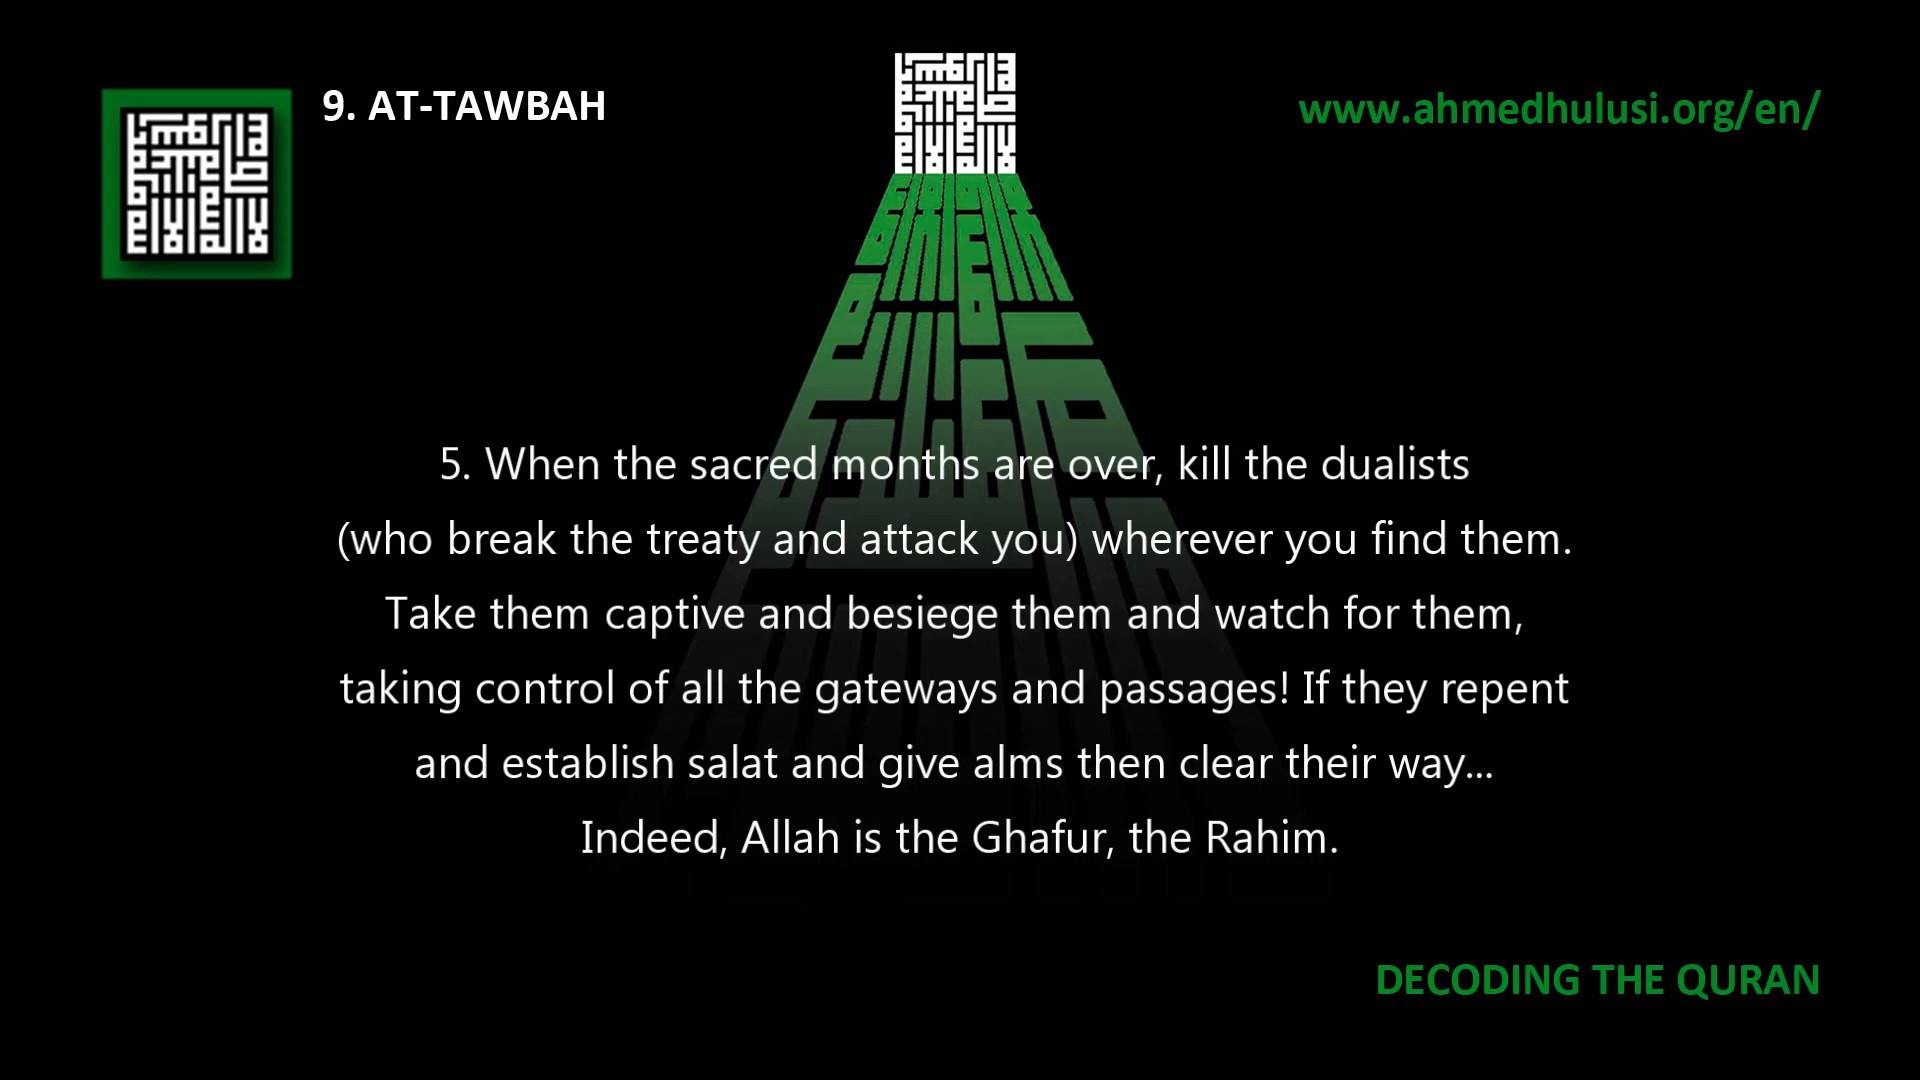 9. AT-TAWBAH
www.ahmedhulusi.org/en/
5. When the sacred months are over, kill the dualists
(who break the treaty and attack you) wherever you find them.
Take them captive and besiege them and watch for them,
taking control of all the gateways and passages! If they repent
and establish salat and give alms then clear their way...
Indeed, Allah is the Ghafur, the Rahim.
DECODING THE QURAN